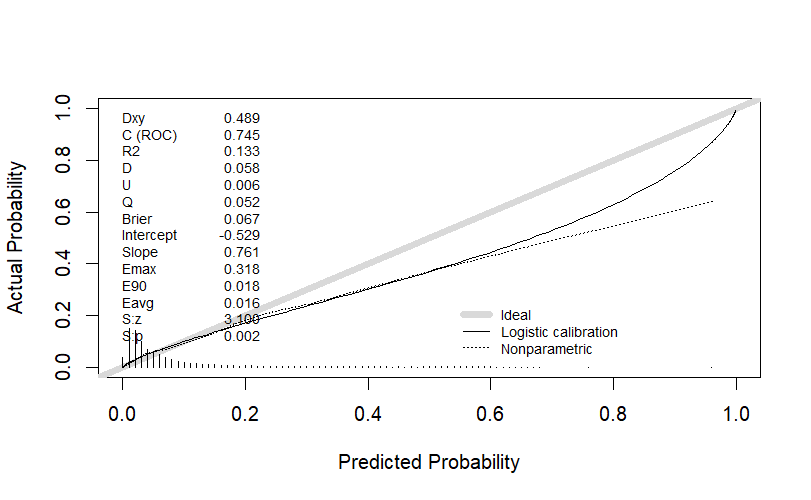 Actual Probability
1.0
0.8
0.6
0.4
0.2
0.0
Dxy 0.489
C (ROC) 0.745
R2 0.133
D 0.058
U 0.006
Q 0.052
Brier 0.067
Intercept -0.529
Slope 0.761
Emax 0.318
E90 0.018
Eavg 0.016
S:z 3.100
S:p 0.002
Ideal
Logistic calibration
Nonparametric
0.0 0.2 0.4 0.6 0.8 1.0
Predicted Probability